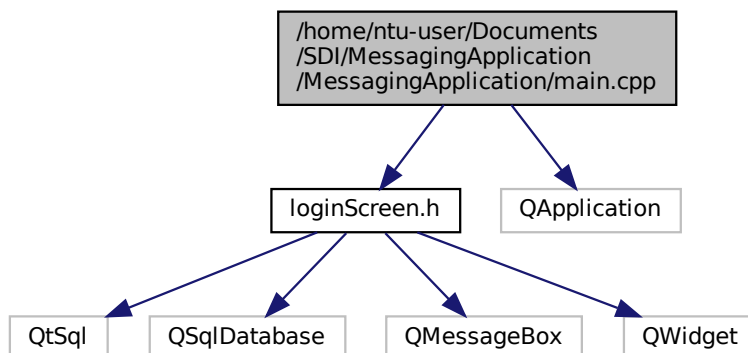 /home/ntu-user/Documents
/SDI/MessagingApplication
/MessagingApplication/main.cpp
loginScreen.h
QApplication
QtSql
QSqlDatabase
QMessageBox
QWidget